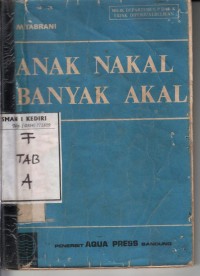 M. TABRANI
ANAK NAKAL
BANYAK AKAL
SMAN I KEDIRI
F
TAB
A
PENERBIT AQUA PRESS BANDUNG